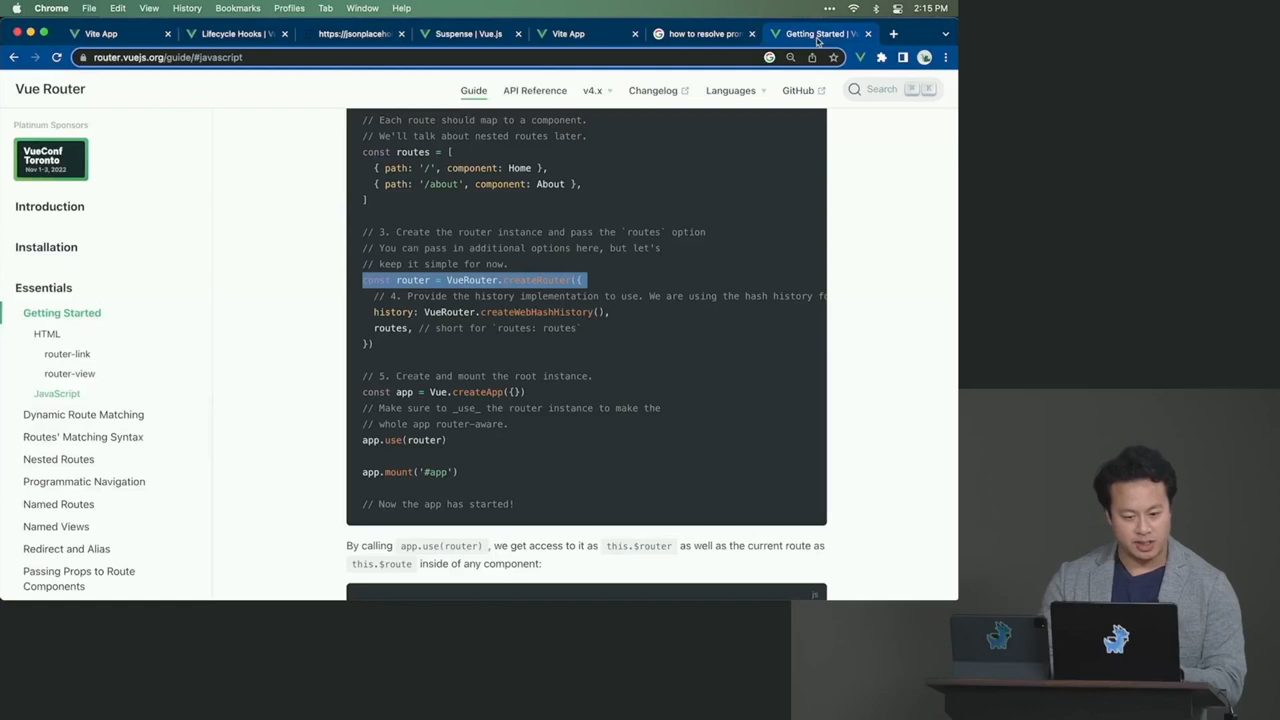 Chrome File Edit View History Bookmarks Profiles Tab Window Help 2:15 PM
Vite App Lifecycle Hooks | Vue. https://jsonplaceho Suspense | Vue.js Vite App how to resolve pron Getting Started | Vu
router.vuejs.org/guide/#javascript
Vue Router Guide API Reference v4.x Changelog Languages GitHub Search ⌘ K
Platinum Sponsors
VueConf
Toronto
Nov 1-3, 2022
Introduction
Installation
Essentials
Getting Started
HTML
router-link
router-view
JavaScript
Dynamic Route Matching
Routes' Matching Syntax
Nested Routes
Programmatic Navigation
Named Routes
Named Views
Redirect and Alias
Passing Props to Route
Components
// Each route should map to a component.
// We'll talk about nested routes later.
const routes = [
{ path: '/', component: Home },
{ path: '/about', component: About },
]
// 3. Create the router instance and pass the `routes` option
// You can pass in additional options here, but let's
// keep it simple for now.
const router = VueRouter.createRouter({
// 4. Provide the history implementation to use. We are using the hash history fo
history: VueRouter.createWebHashHistory(),
routes, // short for `routes: routes`
})
// 5. Create and mount the root instance.
const app = Vue.createApp({})
// Make sure to _use_ the router instance to make the
// whole app router-aware.
app.use(router)
app.mount('#app')
// Now the app has started!
By calling app.use(router) , we get access to it as this.$router as well as the current route as
this.$route inside of any component:
js